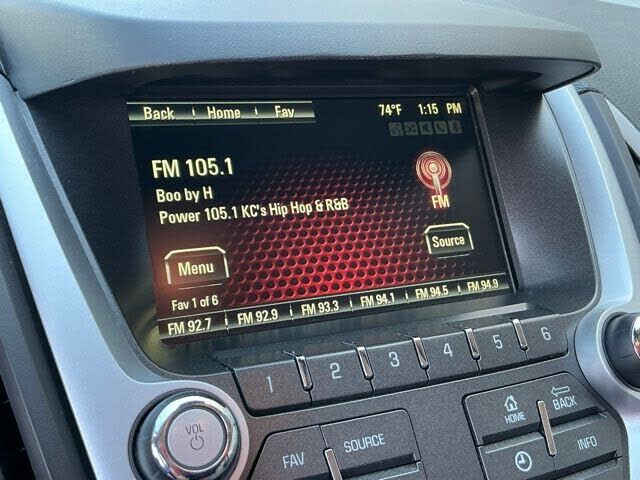 Back Home Fav 74°F 1:15 PM
FM 105.1
Boo by H
Power 105.1 KC's Hip Hop & R&B
FM
Menu
Source
Fav 1 of 6
FM 92.7 FM 92.9 FM 93.3 FM 94.1 FM 94.5 FM 94.9
1 2 3 4 5 6
VOL
FAV
SOURCE
HOME
BACK
INFO